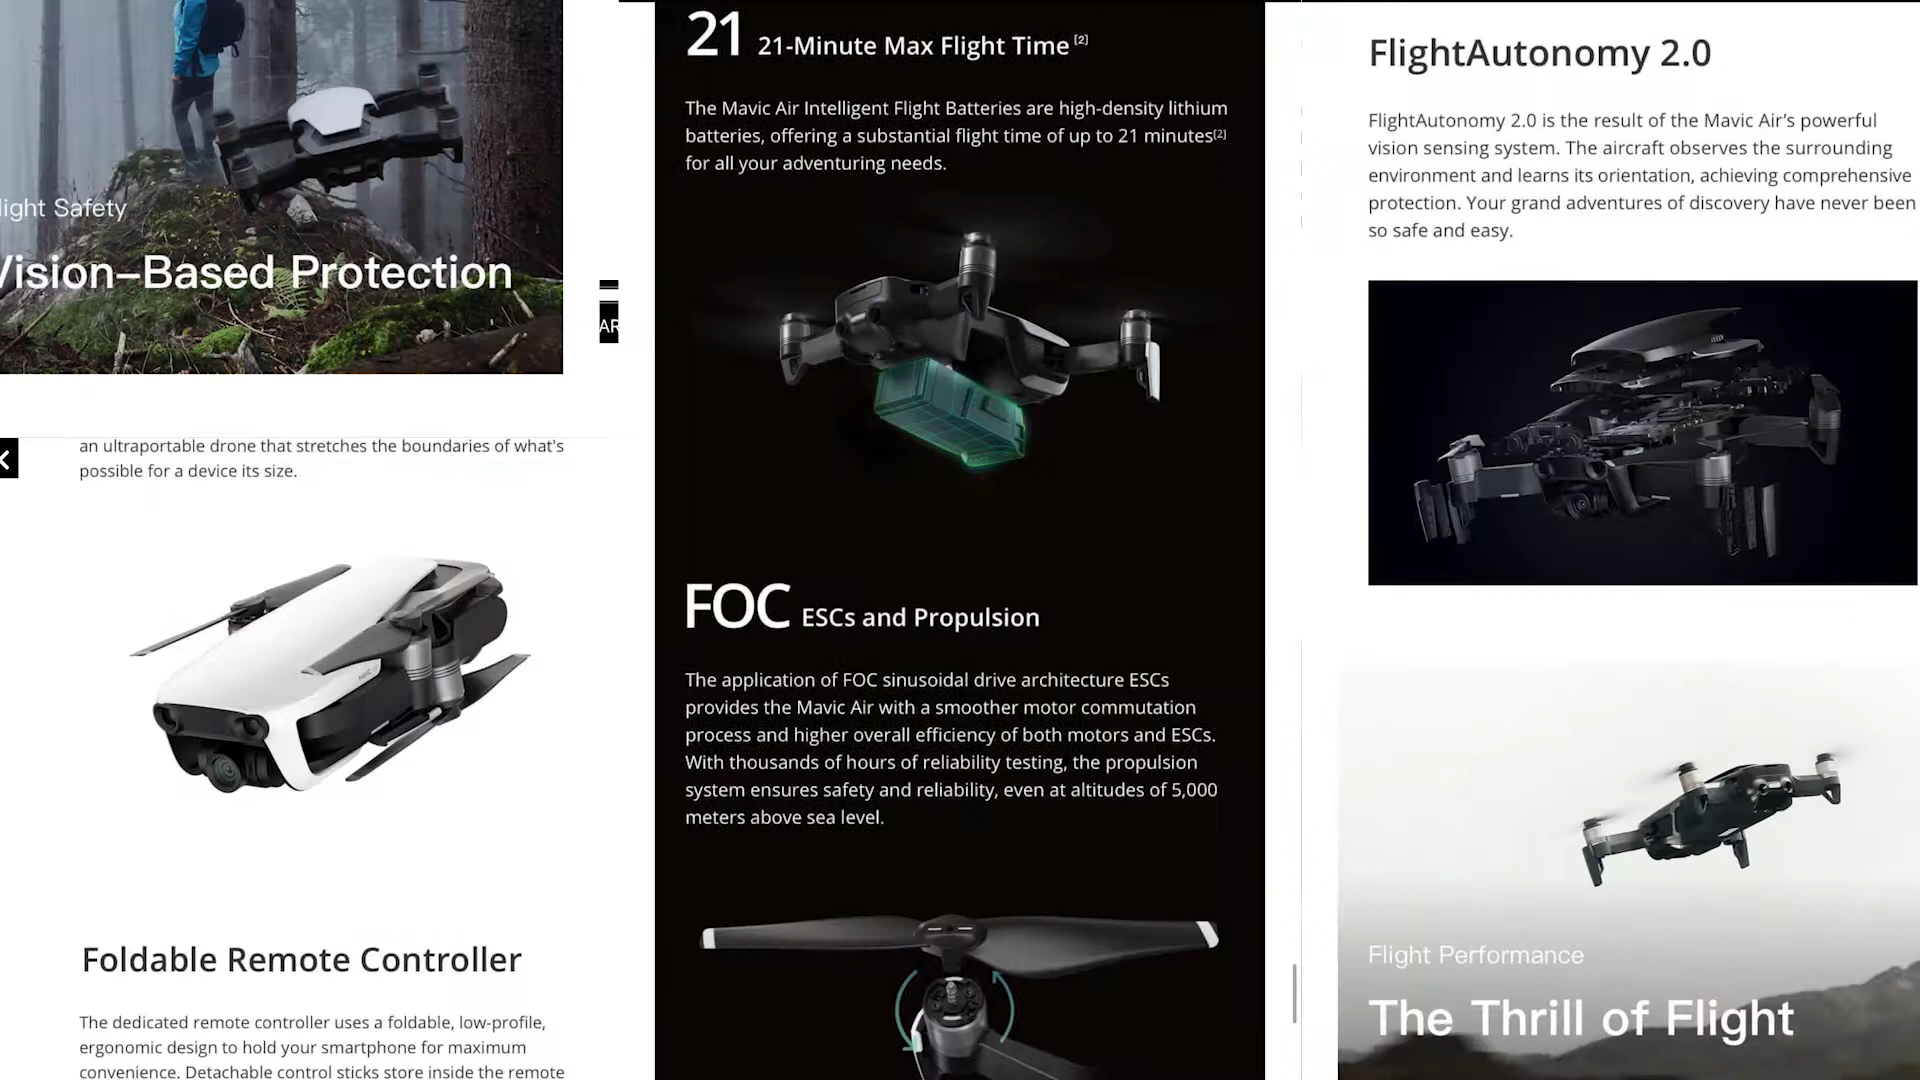 light Safety
Vision–Based Protection
AR
an ultraportable drone that stretches the boundaries of what's
possible for a device its size.
Foldable Remote Controller
The dedicated remote controller uses a foldable, low-profile,
ergonomic design to hold your smartphone for maximum
convenience. Detachable control sticks store inside the remote
21 21-Minute Max Flight Time [2]
The Mavic Air Intelligent Flight Batteries are high-density lithium
batteries, offering a substantial flight time of up to 21 minutes[2]
for all your adventuring needs.
FOC ESCs and Propulsion
The application of FOC sinusoidal drive architecture ESCs
provides the Mavic Air with a smoother motor commutation
process and higher overall efficiency of both motors and ESCs.
With thousands of hours of reliability testing, the propulsion
system ensures safety and reliability, even at altitudes of 5,000
meters above sea level.
FlightAutonomy 2.0
FlightAutonomy 2.0 is the result of the Mavic Air's powerful
vision sensing system. The aircraft observes the surrounding
environment and learns its orientation, achieving comprehensive
protection. Your grand adventures of discovery have never been
so safe and easy.
Flight Performance
The Thrill of Flight